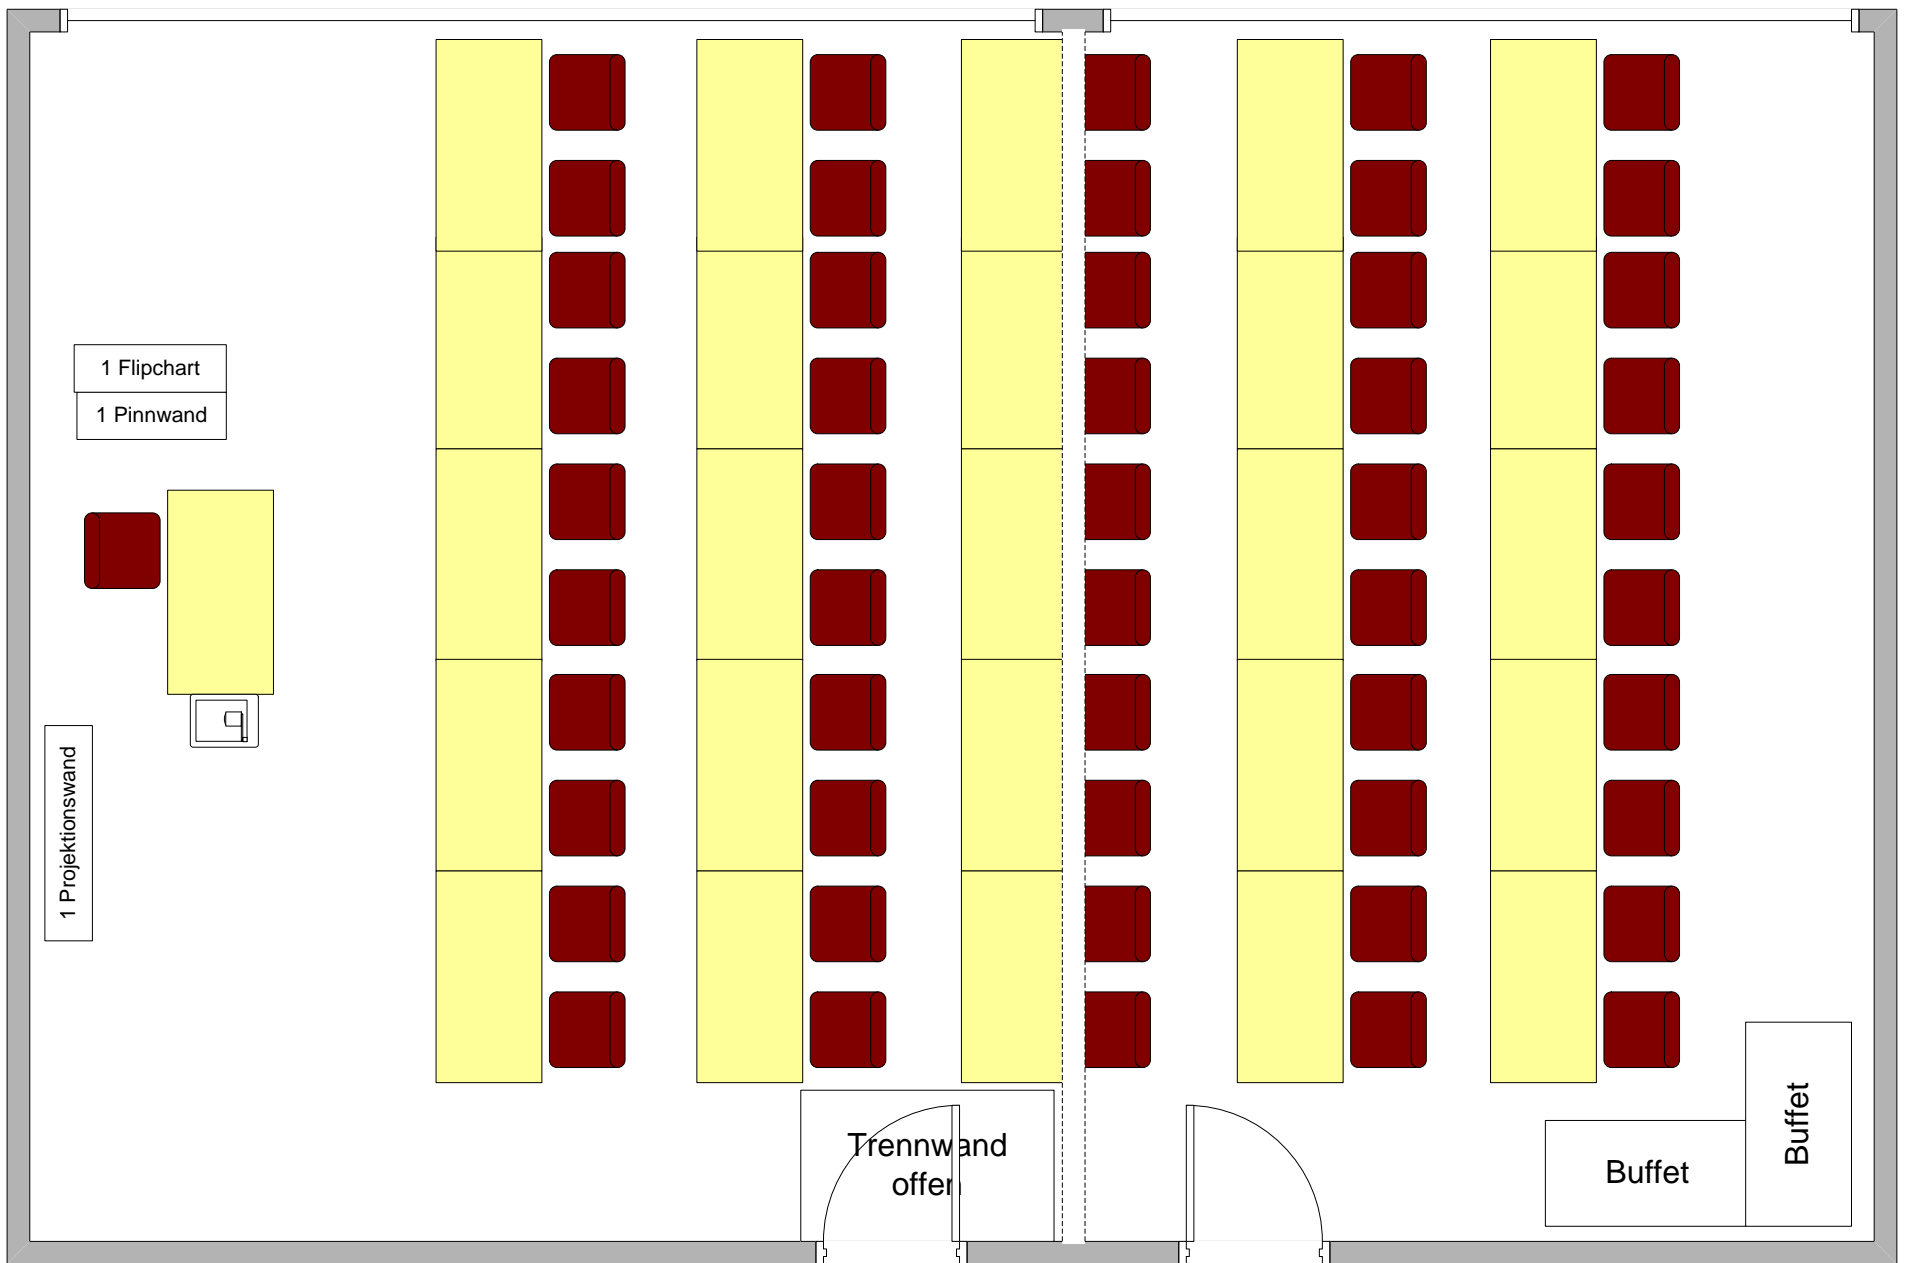 1 Flipchart
1 Pinnwand
1 Projektionswand
Trennwand
offen
Buffet
Buffet